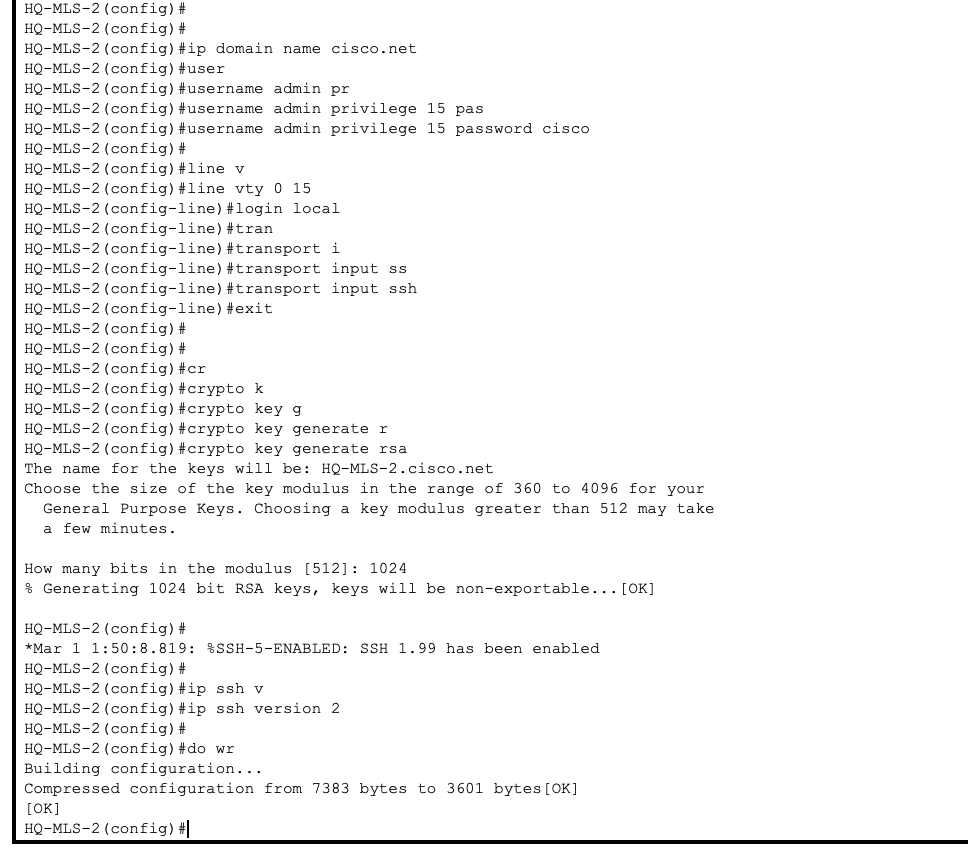 HQ-MLS-2(config)#
HQ-MLS-2(config)#
HQ-MLS-2(config)#ip domain name cisco.net
HQ-MLS-2(config)#user
HQ-MLS-2(config)#username admin pr
HQ-MLS-2(config)#username admin privilege 15 pas
HQ-MLS-2(config)#username admin privilege 15 password cisco
HQ-MLS-2(config)#
HQ-MLS-2(config)#line v
HQ-MLS-2(config)#line vty 0 15
HQ-MLS-2(config-line)#login local
HQ-MLS-2(config-line)#tran
HQ-MLS-2(config-line)#transport i
HQ-MLS-2(config-line)#transport input ss
HQ-MLS-2(config-line)#transport input ssh
HQ-MLS-2(config-line)#exit
HQ-MLS-2(config)#
HQ-MLS-2(config)#
HQ-MLS-2(config)#cr
HQ-MLS-2(config)#crypto k
HQ-MLS-2(config)#crypto key g
HQ-MLS-2(config)#crypto key generate r
HQ-MLS-2(config)#crypto key generate rsa
The name for the keys will be: HQ-MLS-2.cisco.net
Choose the size of the key modulus in the range of 360 to 4096 for your
  General Purpose Keys. Choosing a key modulus greater than 512 may take
  a few minutes.
How many bits in the modulus [512]: 1024
% Generating 1024 bit RSA keys, keys will be non-exportable...[OK]
HQ-MLS-2(config)#
*Mar 1 1:50:8.819: %SSH-5-ENABLED: SSH 1.99 has been enabled
HQ-MLS-2(config)#
HQ-MLS-2(config)#ip ssh v
HQ-MLS-2(config)#ip ssh version 2
HQ-MLS-2(config)#
HQ-MLS-2(config)#do wr
Building configuration...
Compressed configuration from 7383 bytes to 3601 bytes[OK]
[OK]
HQ-MLS-2(config)#